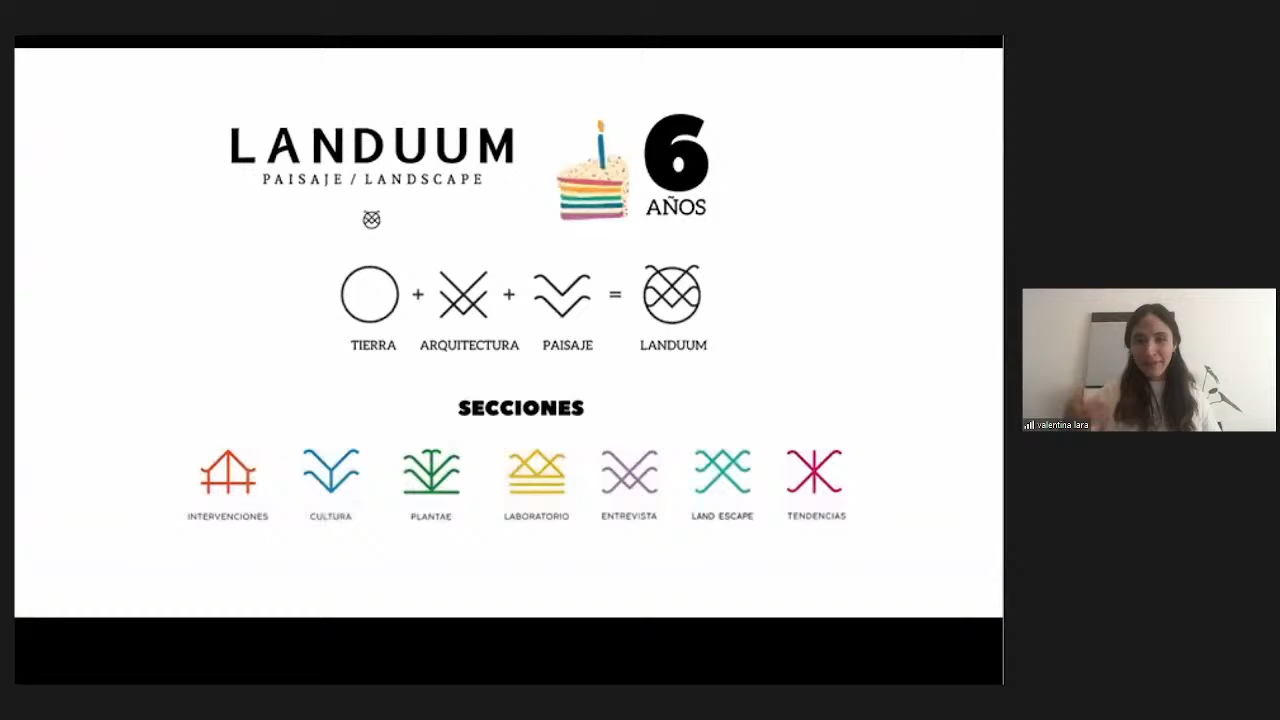 LANDUUM
PAISAJE / LANDSCAPE
6
AÑOS
+ + =
TIERRA ARQUITECTURA PAISAJE LANDUUM
SECCIONES
INTERVENCIONES CULTURA PLANTAE LABORATORIO ENTREVISTA LAND ESCAPE TENDENCIAS
valentina lara